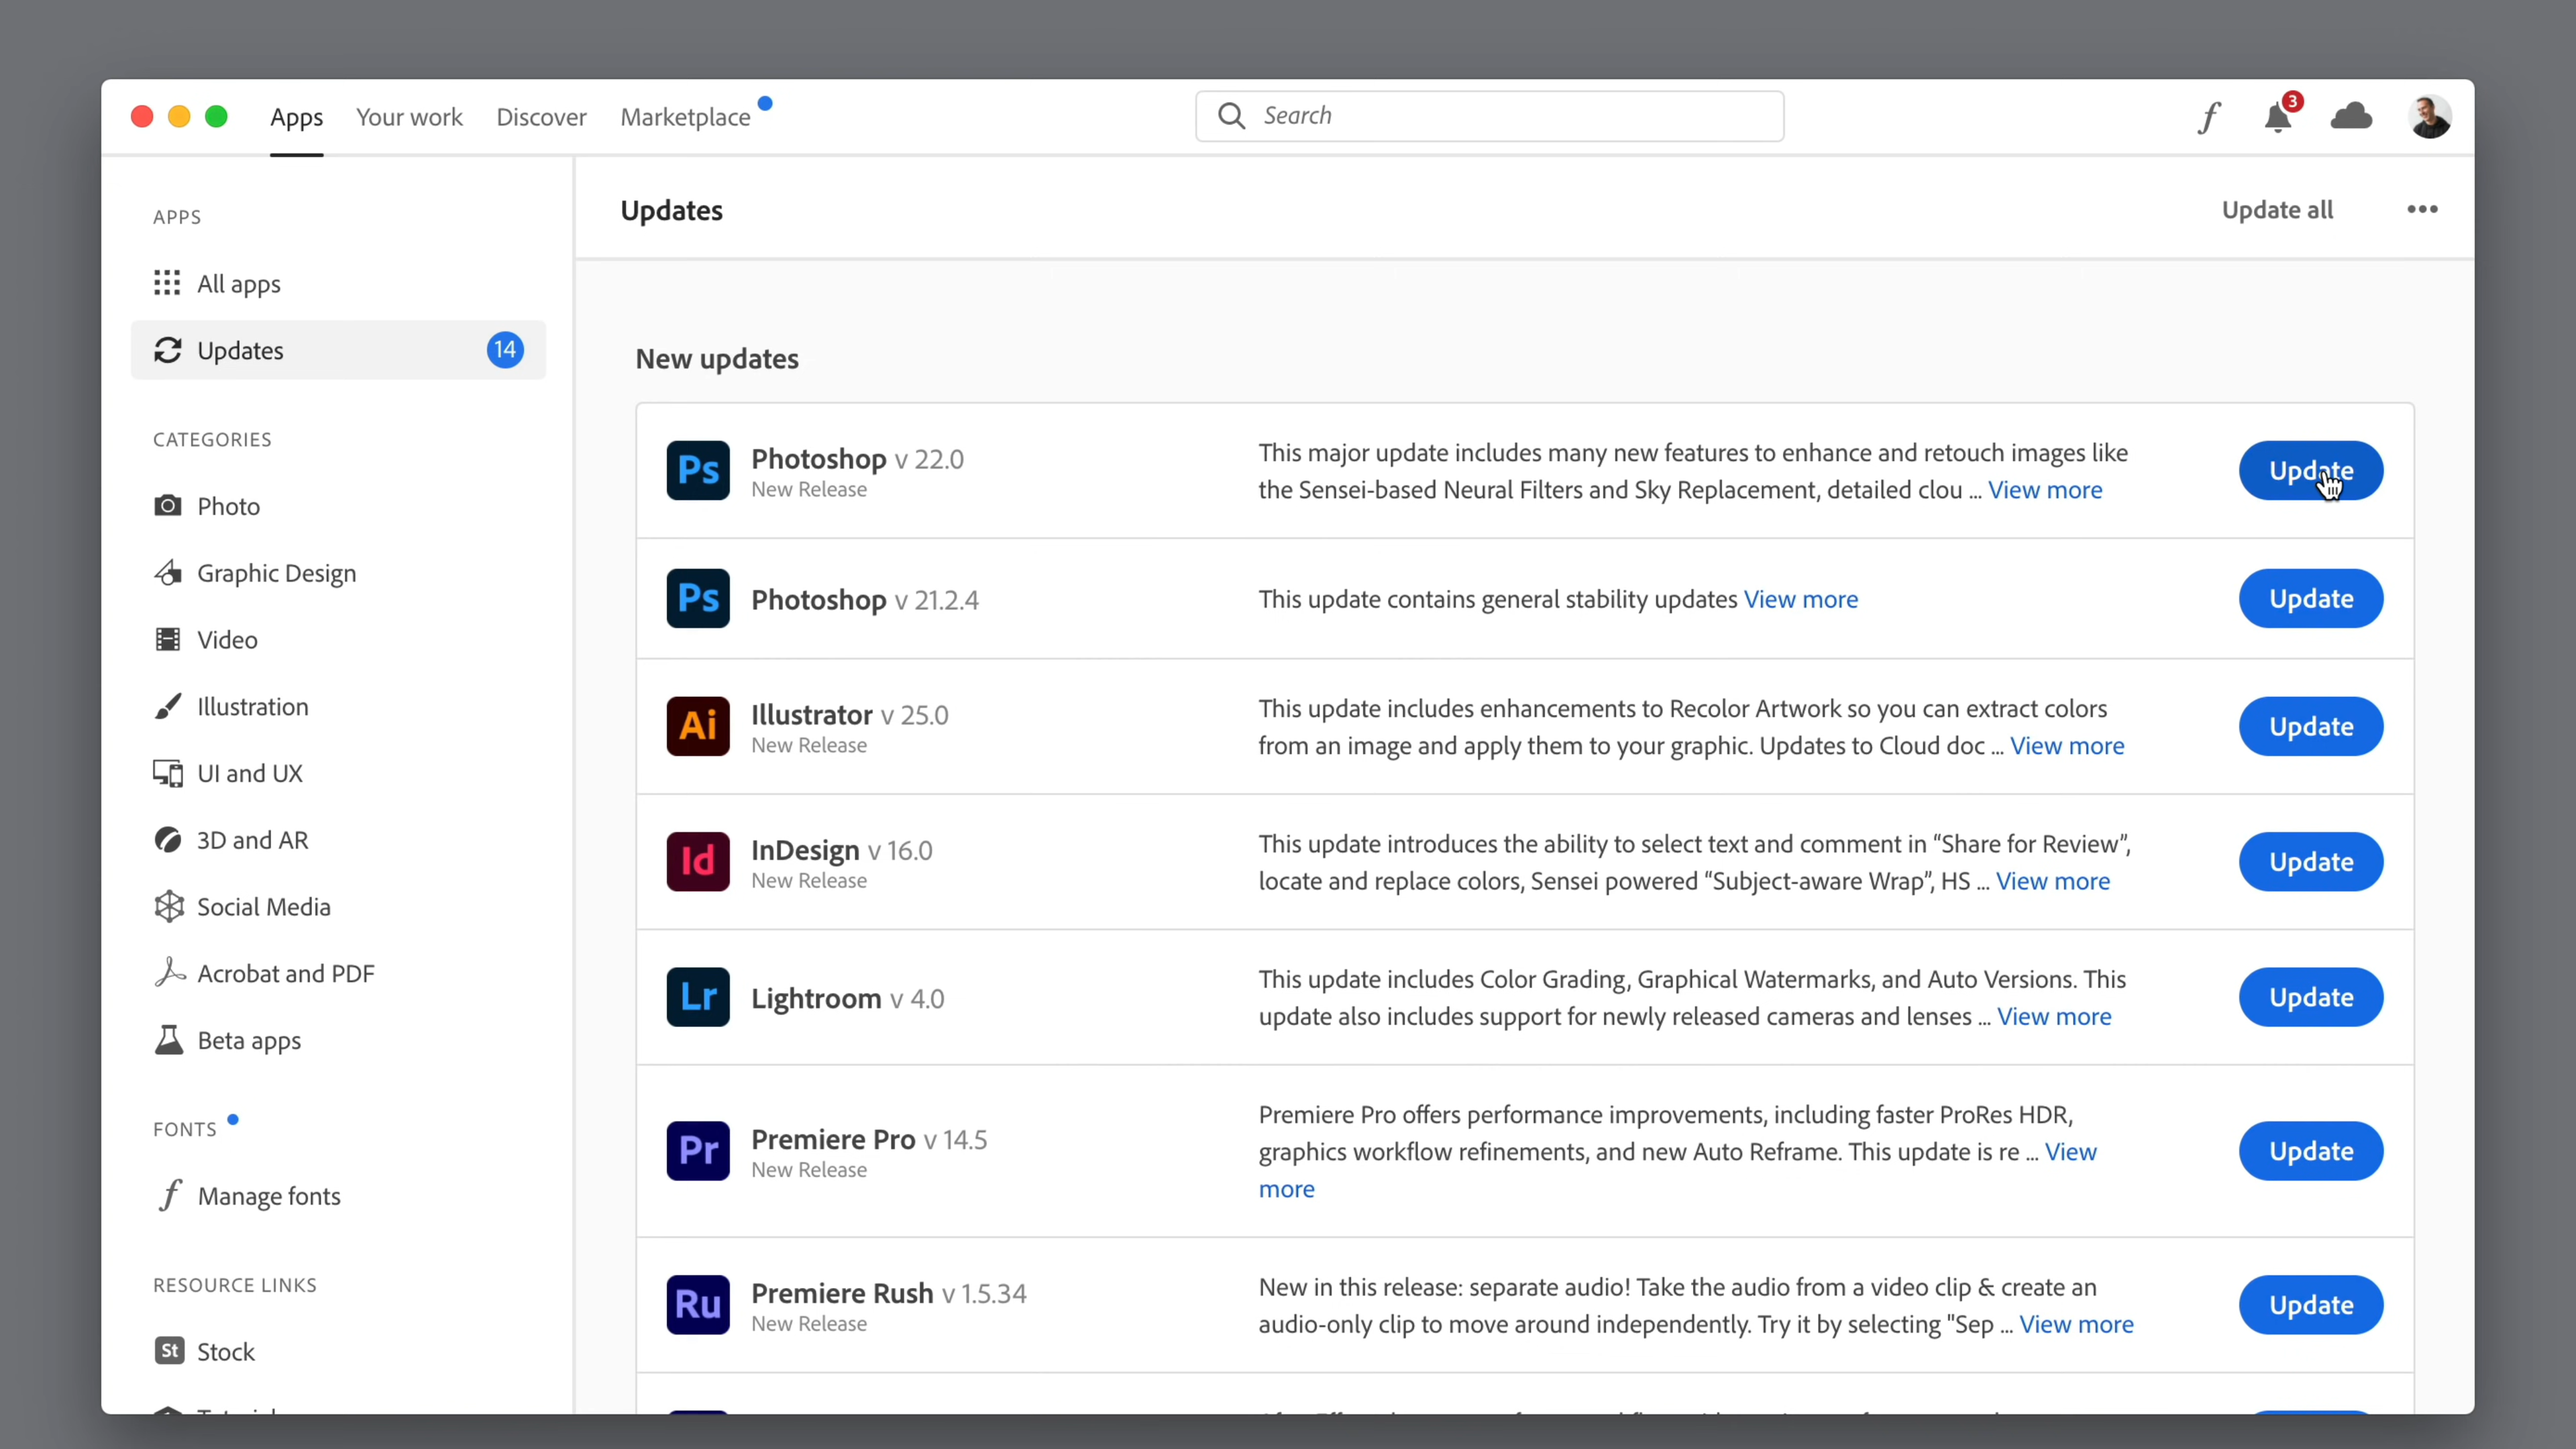 Apps Your work Discover Marketplace Search 3
APPS
All apps
Updates 14
CATEGORIES
Photo
Graphic Design
Video
Illustration
UI and UX
3D and AR
Social Media
Acrobat and PDF
Beta apps
FONTS
Manage fonts
RESOURCE LINKS
St Stock
Updates Update all
New updates
Ps Photoshop v 22.0
New Release
This major update includes many new features to enhance and retouch images like
the Sensei-based Neural Filters and Sky Replacement, detailed clou ... View more
Update
Ps Photoshop v 21.2.4
This update contains general stability updates View more
Update
Ai Illustrator v 25.0
New Release
This update includes enhancements to Recolor Artwork so you can extract colors
from an image and apply them to your graphic. Updates to Cloud doc ... View more
Update
Id InDesign v 16.0
New Release
This update introduces the ability to select text and comment in “Share for Review”,
locate and replace colors, Sensei powered “Subject-aware Wrap”, HS ... View more
Update
Lr Lightroom v 4.0
This update includes Color Grading, Graphical Watermarks, and Auto Versions. This
update also includes support for newly released cameras and lenses ... View more
Update
Pr Premiere Pro v 14.5
New Release
Premiere Pro offers performance improvements, including faster ProRes HDR,
graphics workflow refinements, and new Auto Reframe. This update is re ... View
more
Update
Ru Premiere Rush v 1.5.34
New Release
New in this release: separate audio! Take the audio from a video clip & create an
audio-only clip to move around independently. Try it by selecting "Sep ... View more
Update